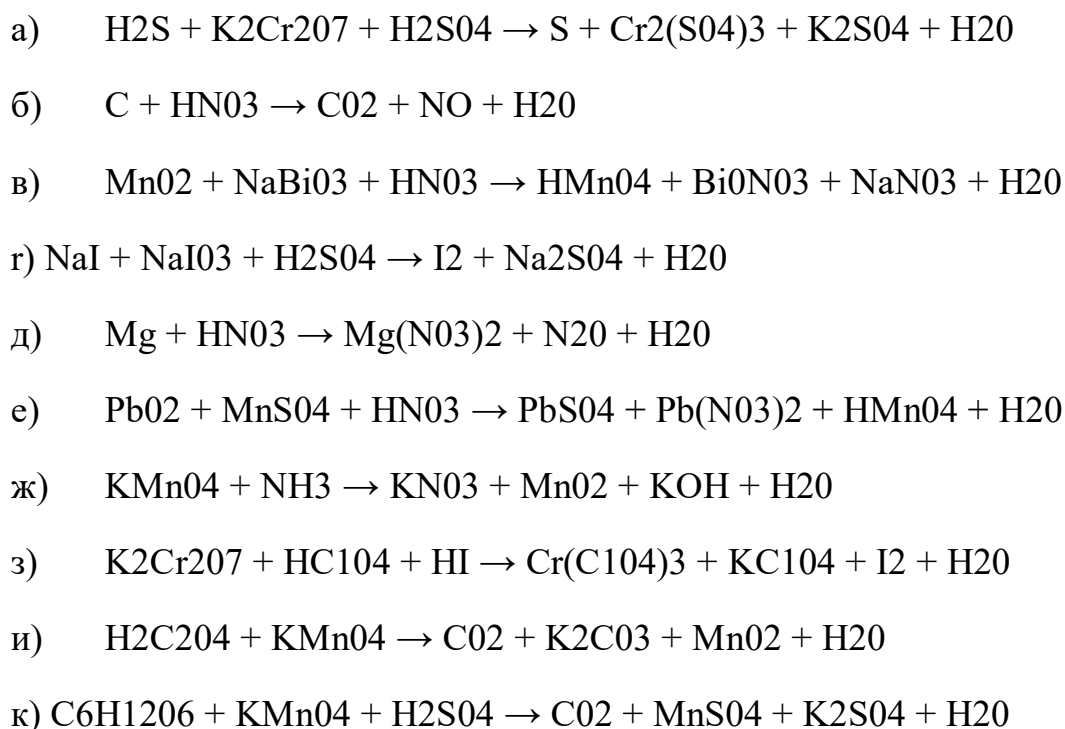 а) H2S + K2Cr207 + H2S04 → S + Cr2(S04)3 + K2S04 + H20
б) C + HN03 → C02 + NO + H20
в) Mn02 + NaBi03 + HN03 → HMn04 + Bi0N03 + NaN03 + H20
г) NaI + NaI03 + H2S04 → I2 + Na2S04 + H20
д) Mg + HN03 → Mg(N03)2 + N20 + H20
е) Pb02 + MnS04 + HN03 → PbS04 + Pb(N03)2 + HMn04 + H20
ж) KMn04 + NH3 → KN03 + Mn02 + KOH + H20
з) K2Cr207 + HC104 + HI → Cr(C104)3 + KC104 + I2 + H20
и) H2C204 + KMn04 → C02 + K2C03 + Mn02 + H20
к) C6H1206 + KMn04 + H2S04 → C02 + MnS04 + K2S04 + H20